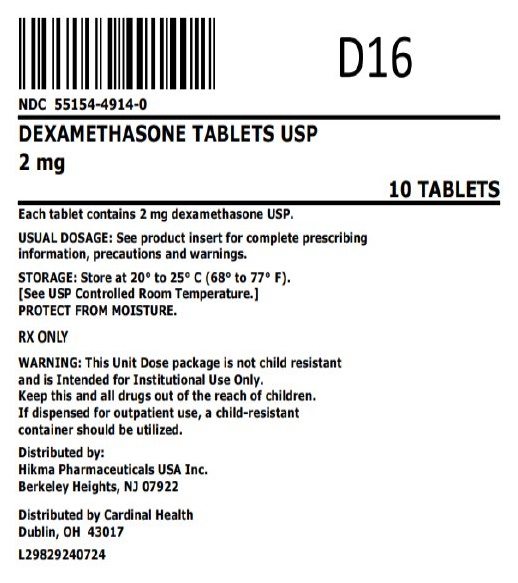 D16
NDC 55154-4914-0
DEXAMETHASONE TABLETS USP
2 mg
10 TABLETS
Each tablet contains 2 mg dexamethasone USP.
USUAL DOSAGE: See product insert for complete prescribing
information, precautions and warnings.
STORAGE: Store at 20° to 25° C (68° to 77° F).
[See USP Controlled Room Temperature.]
PROTECT FROM MOISTURE.
RX ONLY
WARNING: This Unit Dose package is not child resistant
and is Intended for Institutional Use Only.
Keep this and all drugs out of the reach of children.
If dispensed for outpatient use, a child-resistant
container should be utilized.
Distributed by:
Hikma Pharmaceuticals USA Inc.
Berkeley Heights, NJ 07922
Distributed by Cardinal Health
Dublin, OH 43017
L29829240724